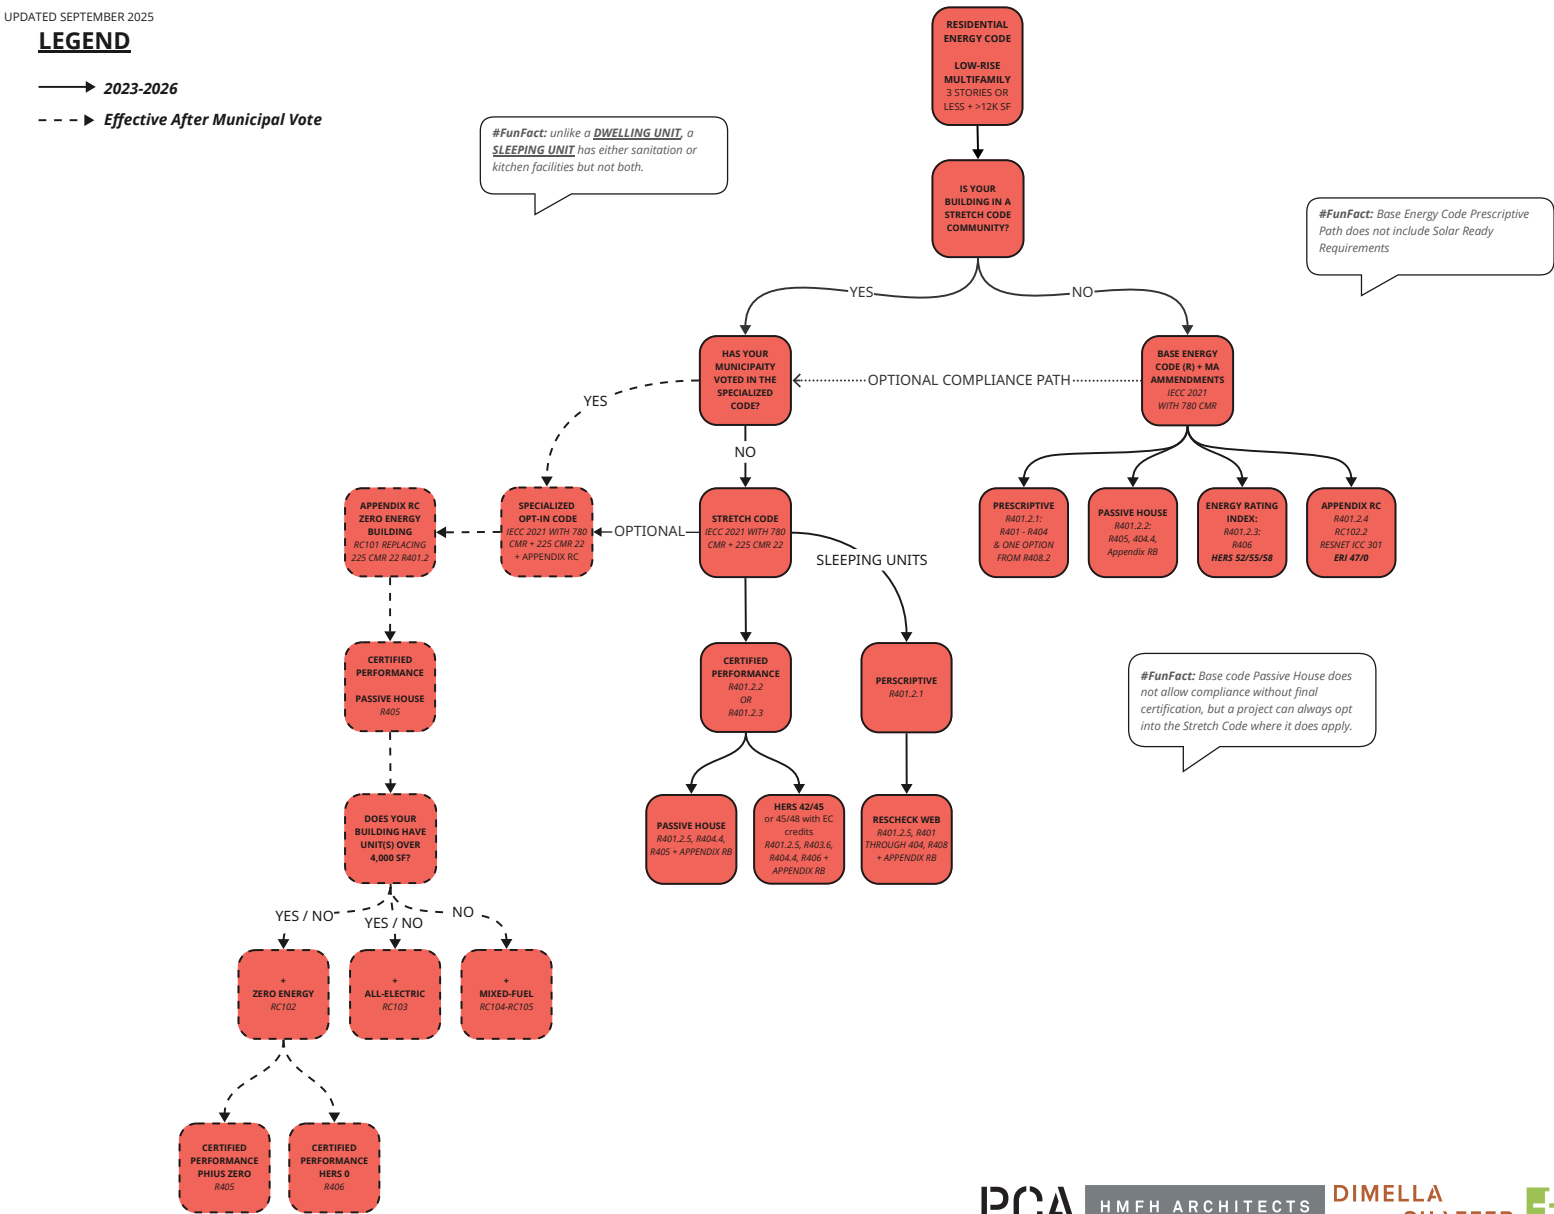 UPDATED SEPTEMBER 2025
LEGEND
2023-2026
Effective After Municipal Vote
RESIDENTIAL
ENERGY CODE
LOW-RISE
MULTIFAMILY
3 STORIES OR
LESS + >12K SF
#FunFact: unlike a DWELLING UNIT, a
SLEEPING UNIT has either sanitation or
kitchen facilities but not both.
IS YOUR
BUILDING IN A
STRETCH CODE
COMMUNITY?
#FunFact: Base Energy Code Prescriptive
Path does not include Solar Ready
Requirements
YES
NO
HAS YOUR
MUNICIPAITY
VOTED IN THE
SPECIALIZED
CODE?
OPTIONAL COMPLIANCE PATH
BASE ENERGY
CODE (R) + MA
AMMENDMENTS
IECC 2021
WITH 780 CMR
YES
NO
APPENDIX RC
ZERO ENERGY
BUILDING
RC101 REPLACING
225 CMR 22 R401.2
SPECIALIZED
OPT-IN CODE
IECC 2021 WITH 780
CMR + 225 CMR 22
+ APPENDIX RC
OPTIONAL
STRETCH CODE
IECC 2021 WITH 780
CMR + 225 CMR 22
SLEEPING UNITS
PRESCRIPTIVE
R401.2.1:
R401 - R404
& ONE OPTION
FROM R408.2
PASSIVE HOUSE
R401.2.2:
R405, 404.4,
Appendix RB
ENERGY RATING
INDEX:
R401.2.3:
R406
HERS 52/55/58
APPENDIX RC
R401.2.4
RC102.2
RESNET ICC 301
ERI 47/0
CERTIFIED
PERFORMANCE
PASSIVE HOUSE
R405
CERTIFIED
PERFORMANCE
R401.2.2
OR
R401.2.3
PERSCRIPTIVE
R401.2.1
#FunFact: Base code Passive House does
not allow compliance without final
certification, but a project can always opt
into the Stretch Code where it does apply.
DOES YOUR
BUILDING HAVE
UNIT(S) OVER
4,000 SF?
PASSIVE HOUSE
R401.2.5, R404.4,
R405 + APPENDIX RB
HERS 42/45
or 45/48 with EC
credits
R401.2.5, R403.6,
R404.4, R406 +
APPENDIX RB
RESCHECK WEB
R401.2.5, R401
THROUGH 404, R408
+ APPENDIX RB
YES / NO
YES / NO
NO
+
ZERO ENERGY
RC102
+
ALL-ELECTRIC
RC103
+
MIXED-FUEL
RC104-RC105
CERTIFIED
PERFORMANCE
PHIUS ZERO
R405
CERTIFIED
PERFORMANCE
HERS 0
R406
PCA
HMFH ARCHITECTS
DIMELLA